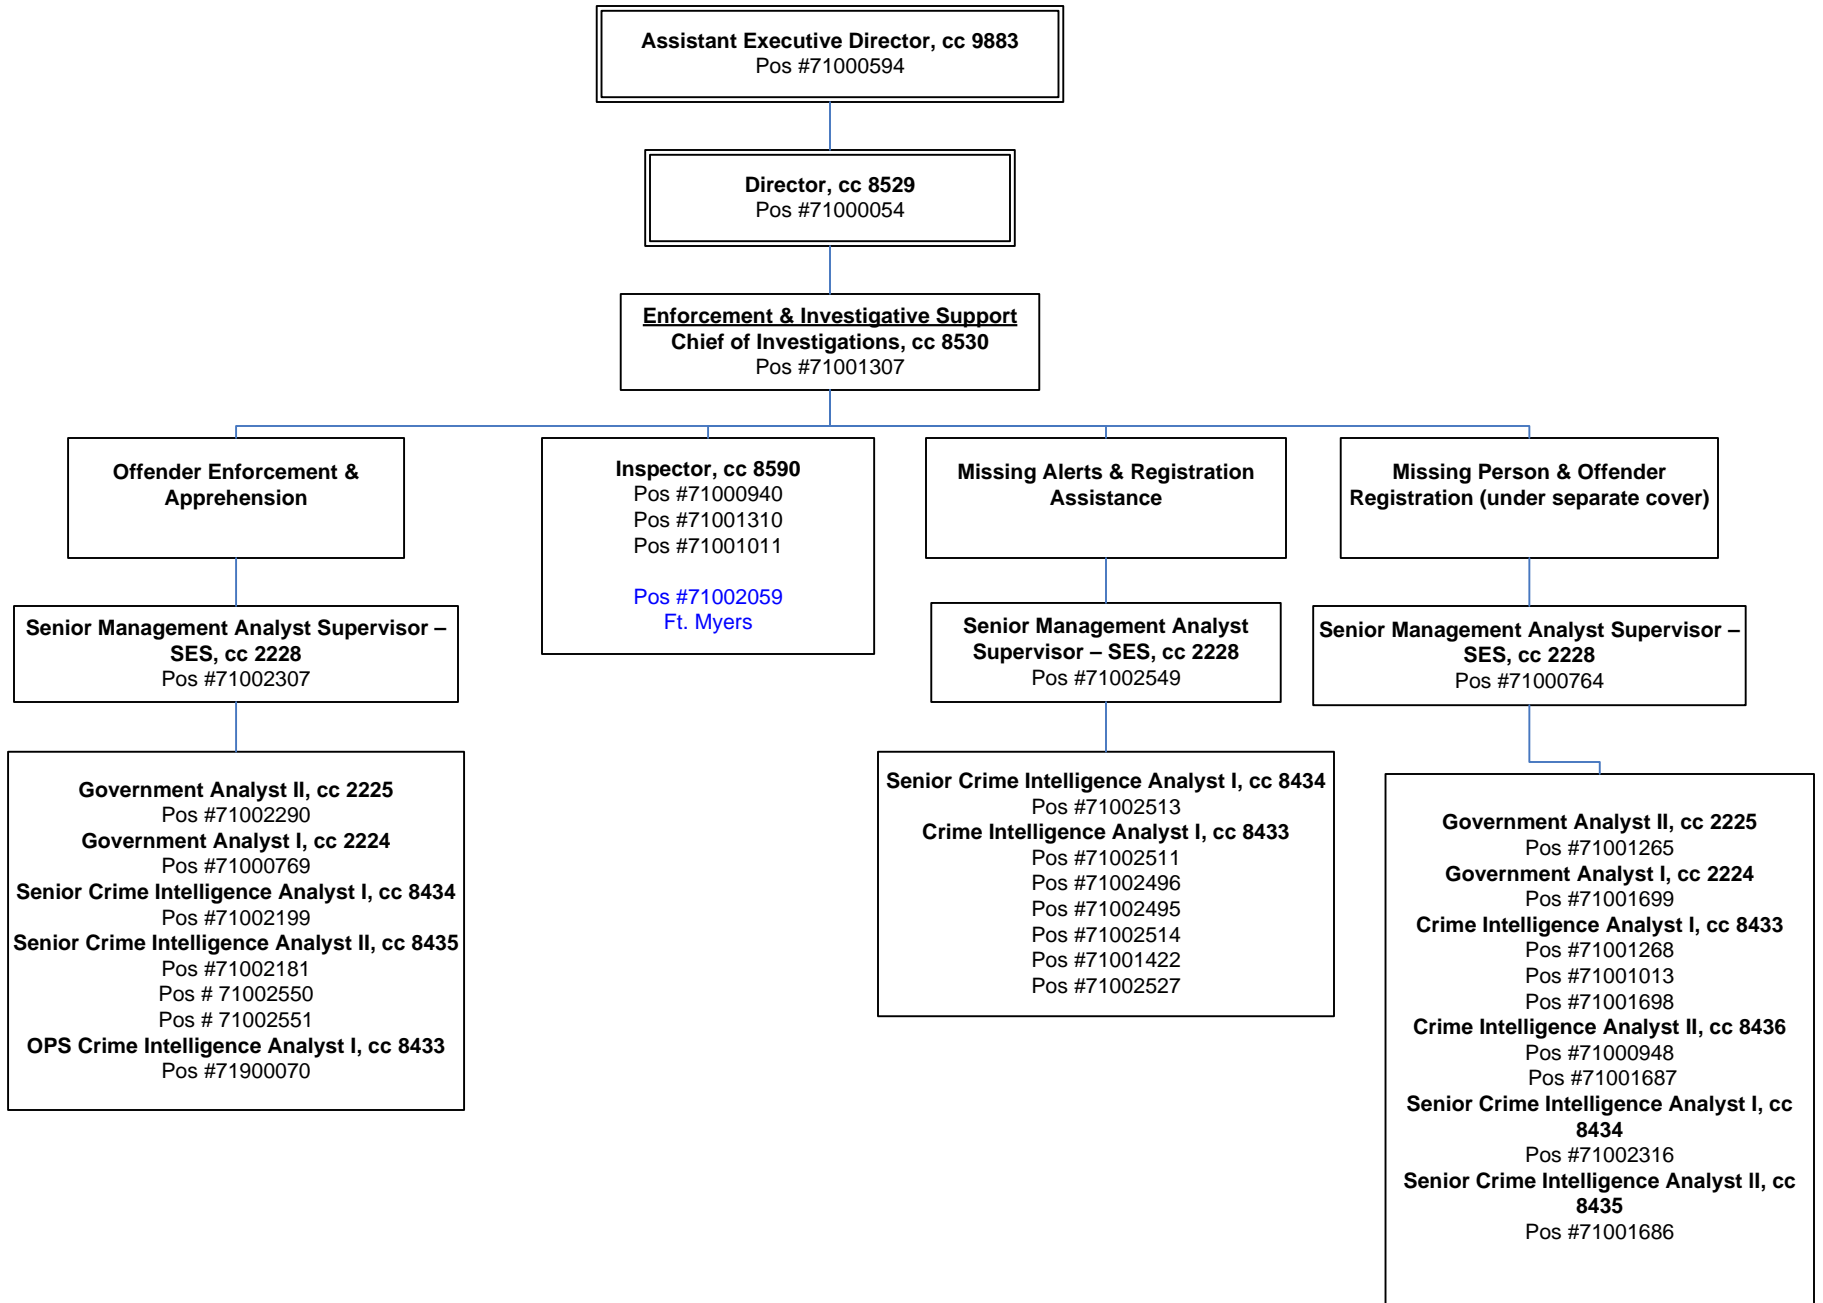 Assistant Executive Director, cc 9883
Pos #71000594
Director, cc 8529
Pos #71000054
Enforcement & Investigative Support
Chief of Investigations, cc 8530
Pos #71001307
Offender Enforcement &
Apprehension
Senior Management Analyst Supervisor –
SES, cc 2228
Pos #71002307
Government Analyst II, cc 2225
Pos #71002290
Government Analyst I, cc 2224
Pos #71000769
Senior Crime Intelligence Analyst I, cc 8434
Pos #71002199
Senior Crime Intelligence Analyst II, cc 8435
Pos #71002181
Pos # 71002550
Pos # 71002551
OPS Crime Intelligence Analyst I, cc 8433
Pos #71900070
Inspector, cc 8590
Pos #71000940
Pos #71001310
Pos #71001011
Pos #71002059
Ft. Myers
Missing Alerts & Registration
Assistance
Senior Management Analyst
Supervisor – SES, cc 2228
Pos #71002549
Senior Crime Intelligence Analyst I, cc 8434
Pos #71002513
Crime Intelligence Analyst I, cc 8433
Pos #71002511
Pos #71002496
Pos #71002495
Pos #71002514
Pos #71001422
Pos #71002527
Missing Person & Offender
Registration (under separate cover)
Senior Management Analyst Supervisor –
SES, cc 2228
Pos #71000764
Government Analyst II, cc 2225
Pos #71001265
Government Analyst I, cc 2224
Pos #71001699
Crime Intelligence Analyst I, cc 8433
Pos #71001268
Pos #71001013
Pos #71001698
Crime Intelligence Analyst II, cc 8436
Pos #71000948
Pos #71001687
Senior Crime Intelligence Analyst I, cc
8434
Pos #71002316
Senior Crime Intelligence Analyst II, cc
8435
Pos #71001686